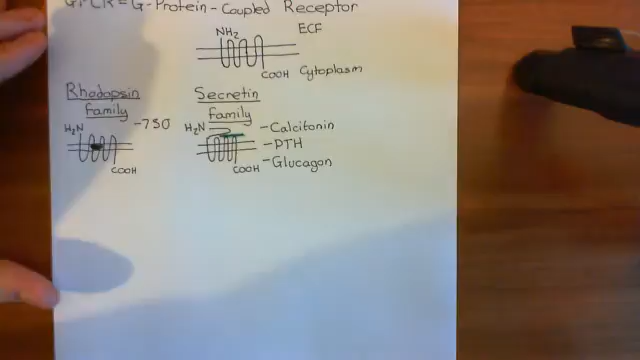 GPCR = G-Protein-Coupled Receptor
NH₂ ECF
COOH Cytoplasm
Rhodopsin
Family
-750
H₂N
COOH
Secretin
Family
H₂N
-Calcitonin
-PTH
-Glucagon
COOH